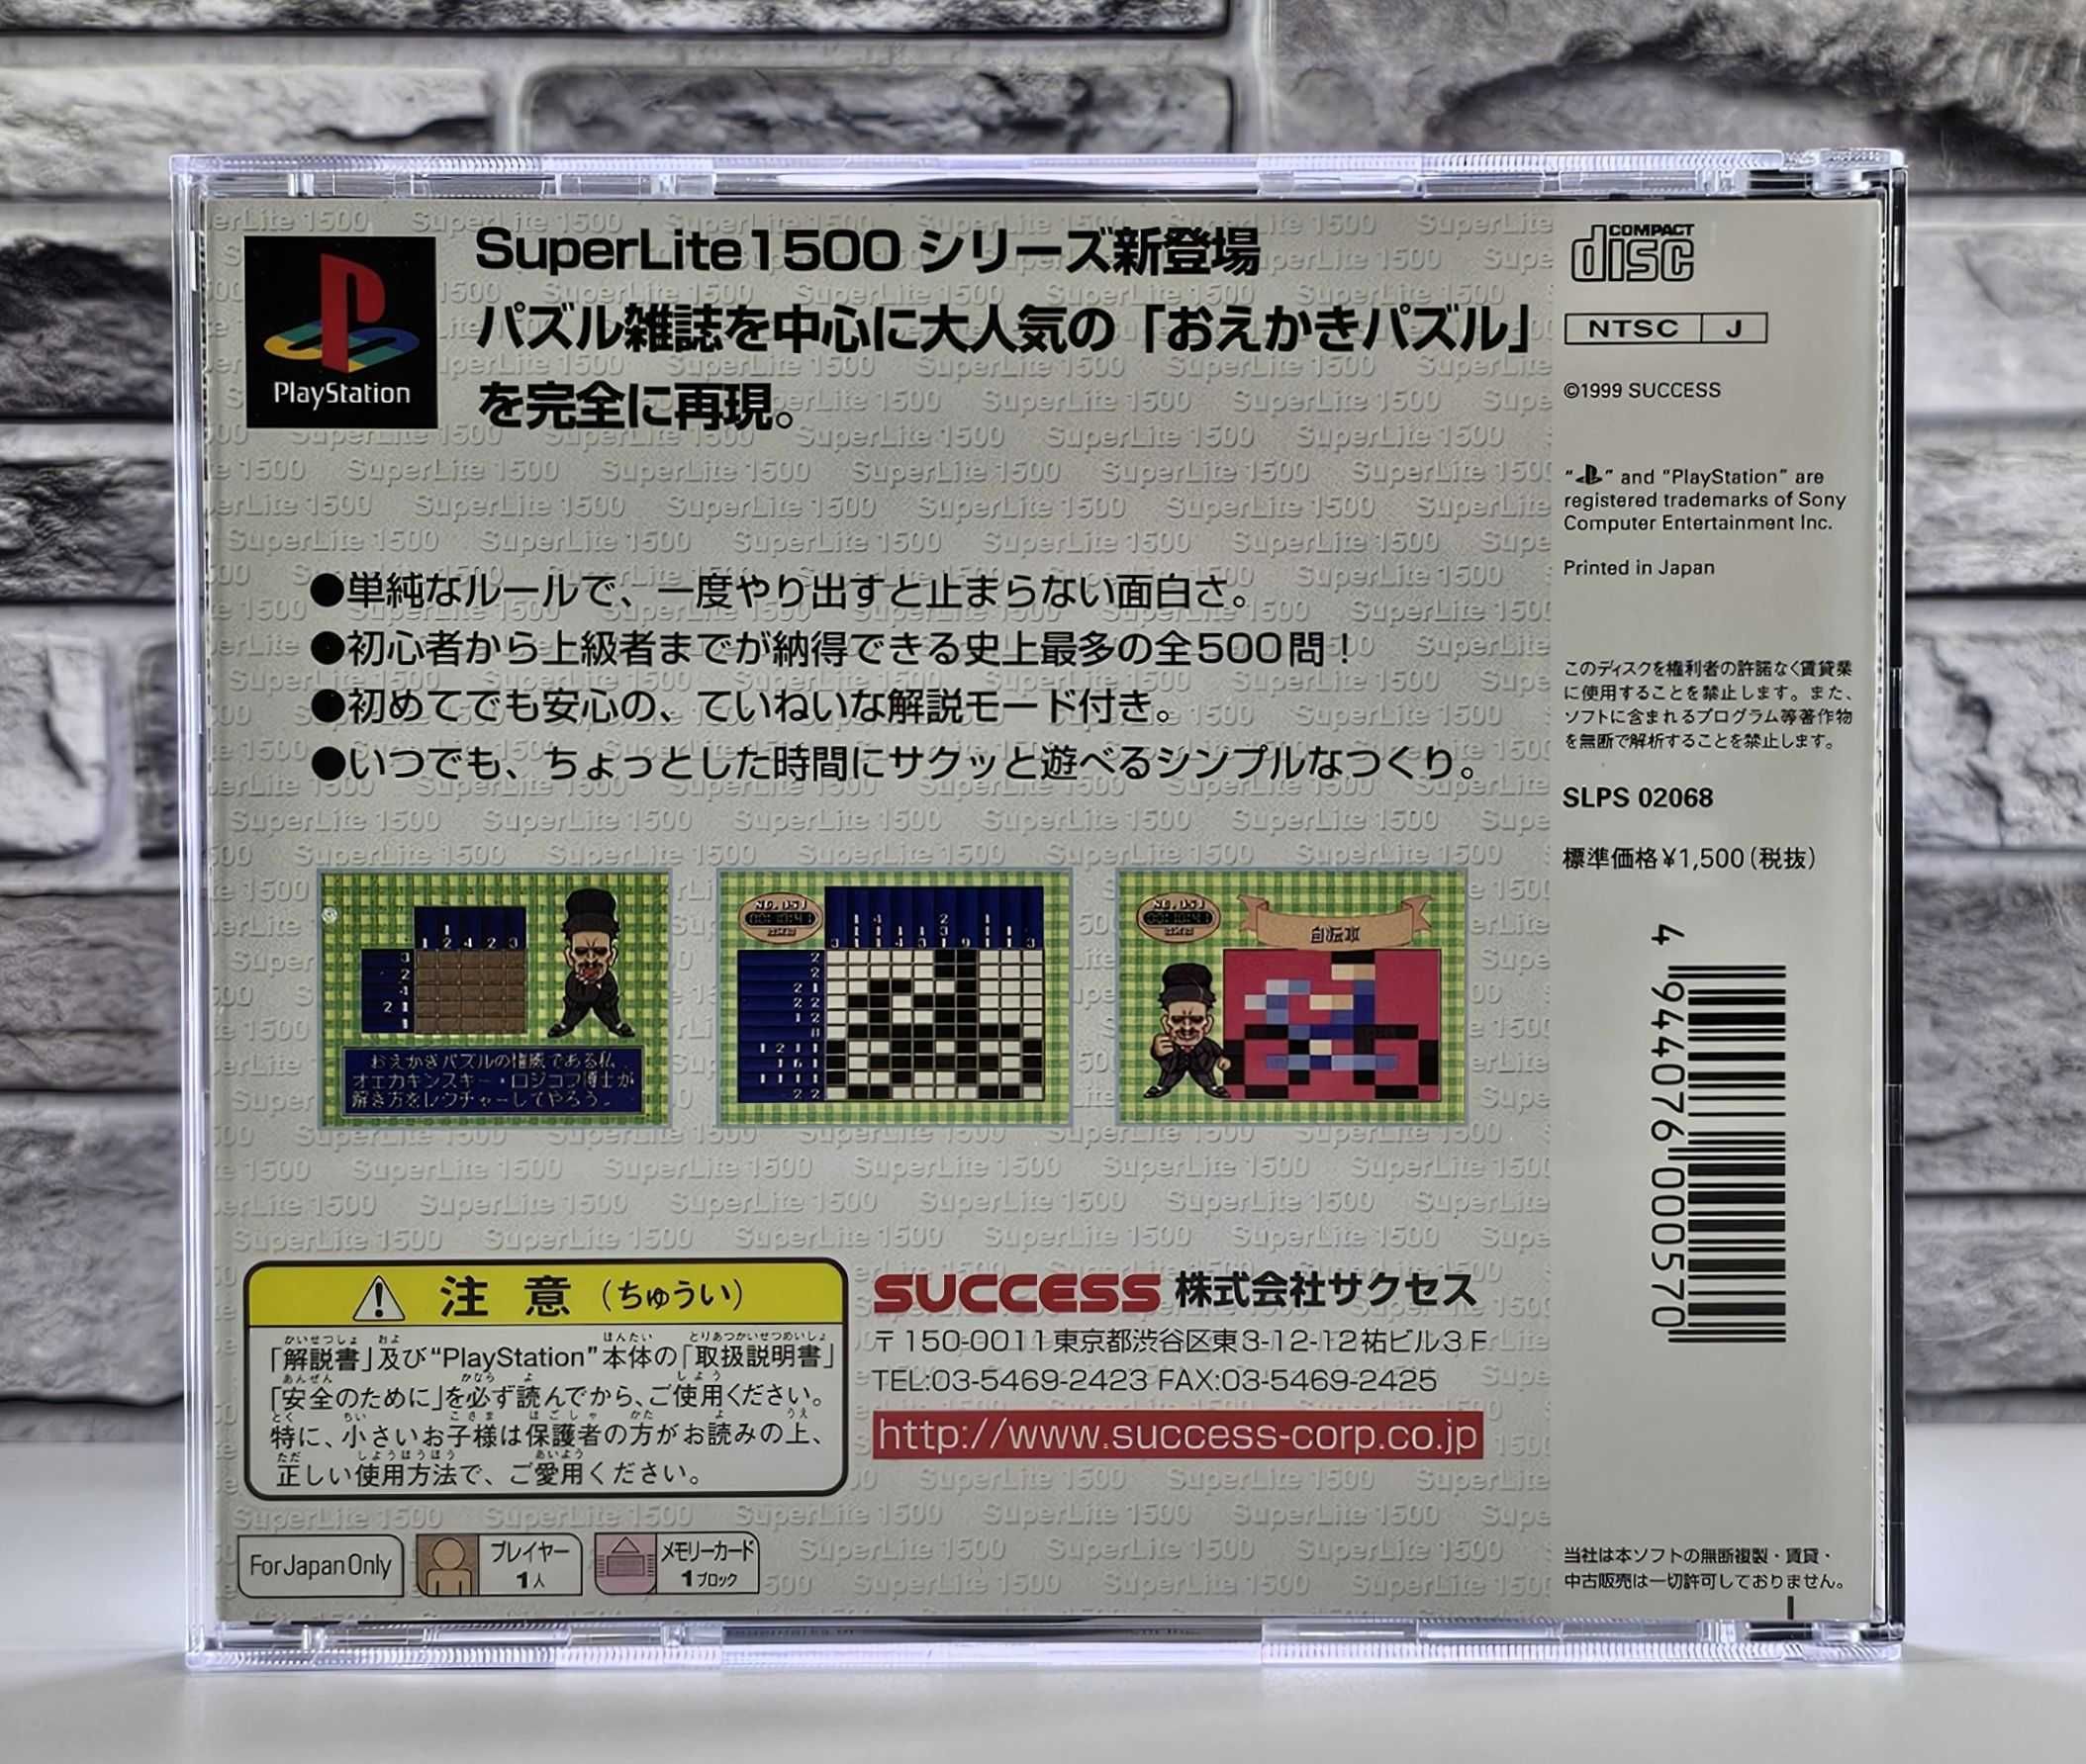 PlayStation
SuperLite1500 シリーズ新登場
パズル雑誌を中心に大人気の「おえかきパズル」
を完全に再現。
●単純なルールで、一度やり出すと止まらない面白さ。
●初心者から上級者までが納得できる史上最多の全500問！
●初めてでも安心の、ていねいな解説モード付き。
●いつでも、ちょっとした時間にサクッと遊べるシンプルなつくり。
おえかきパズルの権威である私、
オエカキンスキー・ロジコフ博士が
解き方をレクチャーしてやろう。
NO.051
00:10:41
NO.051
00:10:41
自転車
注意（ちゅうい）
「解説書」及び“PlayStation”本体の「取扱説明書」
「安全のために」を必ず読んでから、ご使用ください。
特に、小さいお子様は保護者の方がお読みの上、
正しい使用方法で、ご愛用ください。
SUCCESS 株式会社サクセス
〒150-0011東京都渋谷区東3-12-12祐ビル3F
TEL:03-5469-2423 FAX:03-5469-2425
http://www.success-corp.co.jp
For Japan Only
プレイヤー
1人
メモリーカード
1ブロック
COMPACT
disc
NTSC J
©1999 SUCCESS
“ ” and “PlayStation” are
registered trademarks of Sony
Computer Entertainment Inc.
Printed in Japan
このディスクを権利者の許諾なく賃貸業
に使用することを禁止します。また、
ソフトに含まれるプログラム等著作物
を無断で解析することを禁止します。
SLPS 02068
標準価格¥1,500(税抜)
4 944076 000570
当社は本ソフトの無断複製・賃貸・
中古販売は一切許可しておりません。